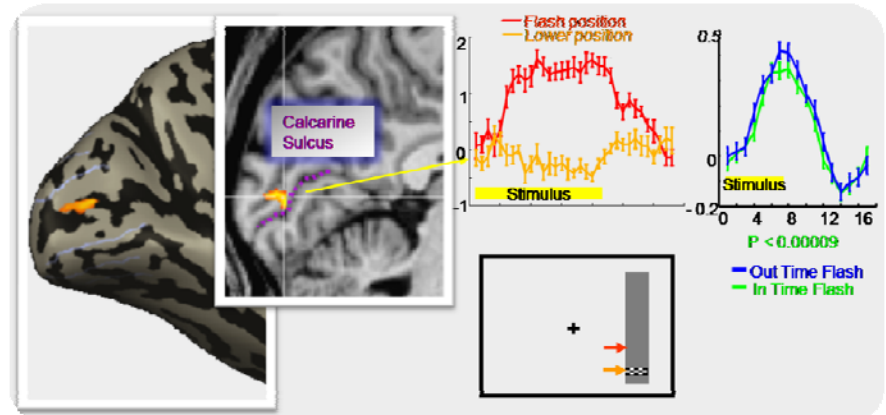 Flash position
Lower position
2
1
0
-1
Stimulus
0.5
0
-0.2
Stimulus
0 4 8 12 16
P <0.00009
Out Time Flash
In Time Flash
Calcarine
Sulcus